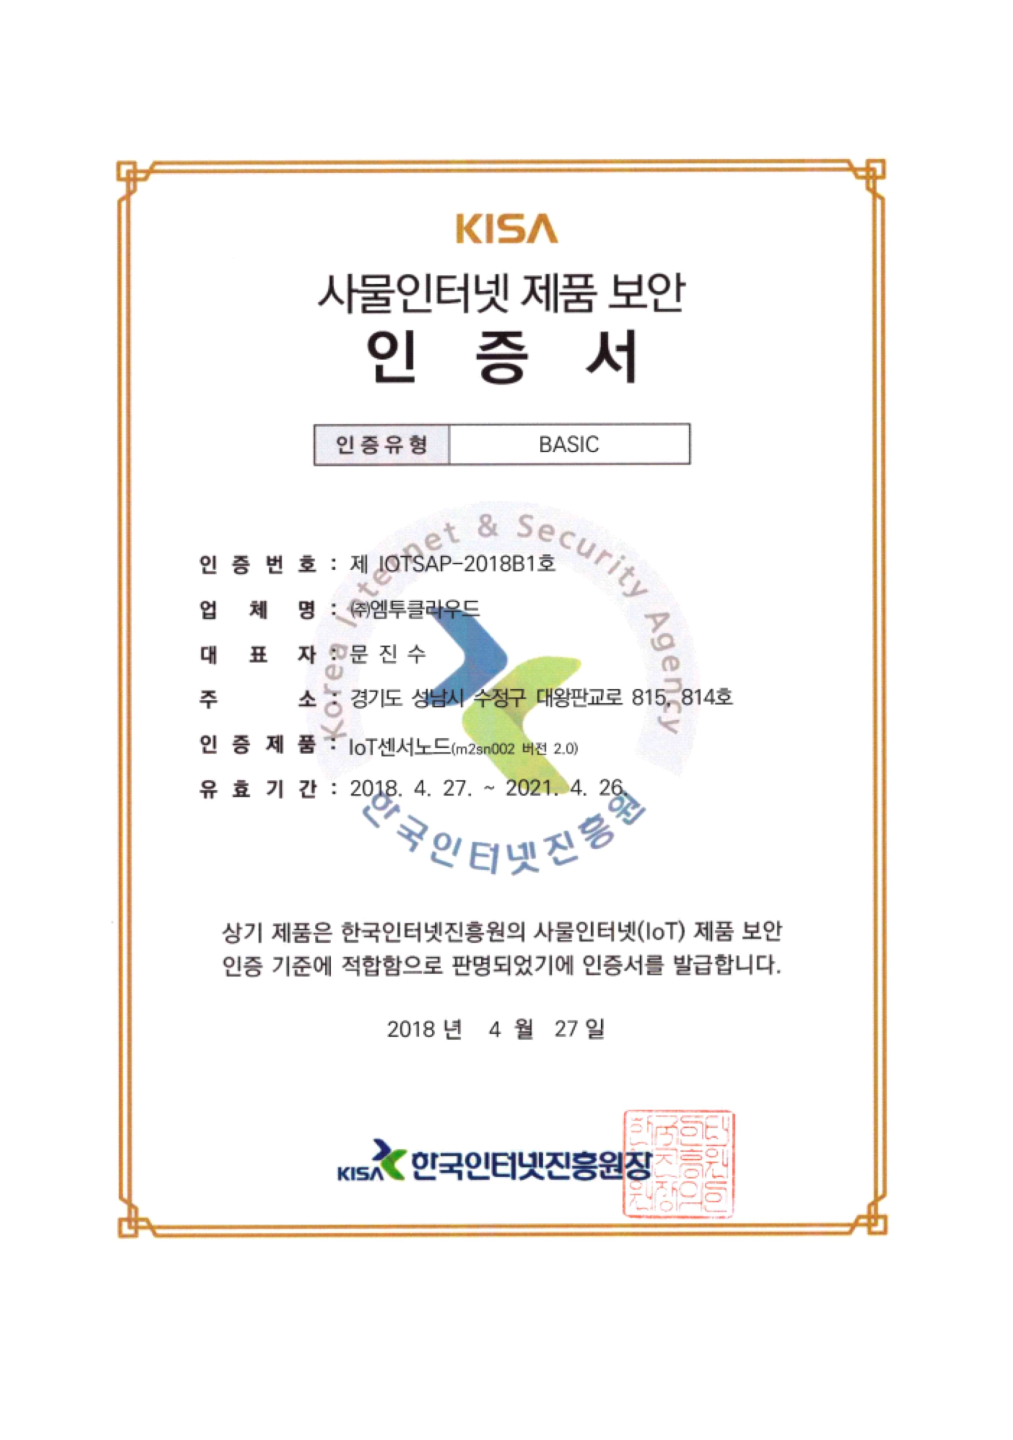 KISA
사물인터넷 제품 보안
인 증 서
인증유형 BASIC
Korea Internet & Security Agency
인 증 번 호 : 제 IOTSAP-2018B1호
업 체 명 : ㈜엠투클라우드
대 표 자 : 문 진 수
주 소 : 경기도 성남시 수정구 대왕판교로 815, 814호
인 증 제 품 : IoT센서노드(m2sn002 버전 2.0)
유 효 기 간 : 2018. 4. 27. ~ 2021. 4. 26.
한국인터넷진흥원
상기 제품은 한국인터넷진흥원의 사물인터넷(IoT) 제품 보안
인증 기준에 적합함으로 판명되었기에 인증서를 발급합니다.
2018 년 4 월 27 일
KISA 한국인터넷진흥원장